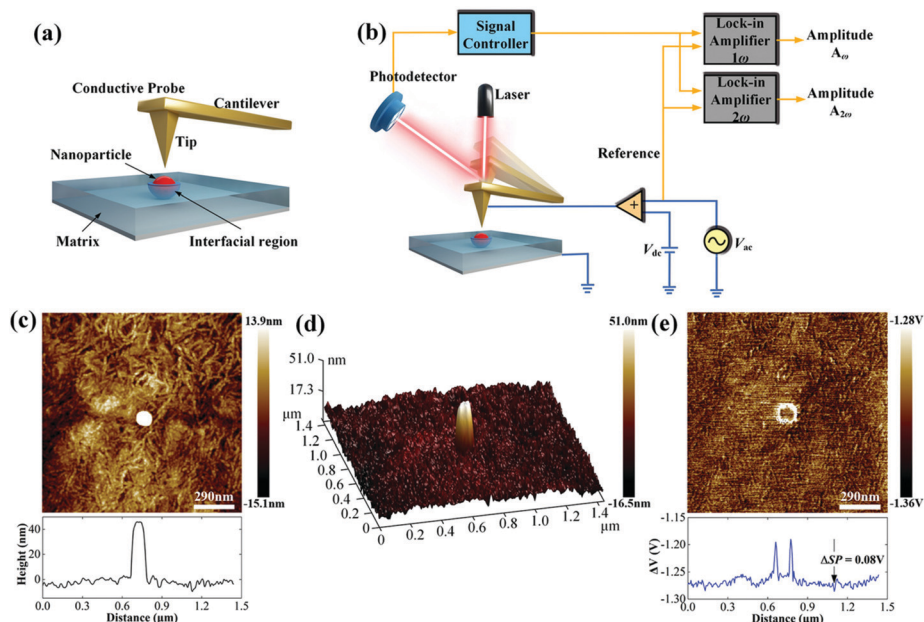 (a)
Conductive Probe
Cantilever
Tip
Nanoparticle
Matrix
Interfacial region
(b)
Signal
Controller
Photodetector
Laser
Lock-in
Amplifier
1ω
Amplitude
Aω
Lock-in
Amplifier
2ω
Amplitude
A2ω
Reference
+
Vdc
Vac
(c)
13.9nm
-15.1nm
290nm
Height (nm)
40
20
0
0.0 0.3 0.6 0.9 1.2 1.5
Distance (μm)
(d)
51.0 nm
17.3
μm
1.4
1.2
1.0
0.8
0.6
0.4
0.2
0
0 0.2 0.4 0.6 0.8 1.0 1.2 1.4
μm
51.0nm
-16.5nm
(e)
-1.28V
-1.36V
290nm
ΔV (V)
-1.15
-1.20
-1.25
-1.30
ΔSP = 0.08V
0.0 0.3 0.6 0.9 1.2 1.5
Distance (μm)